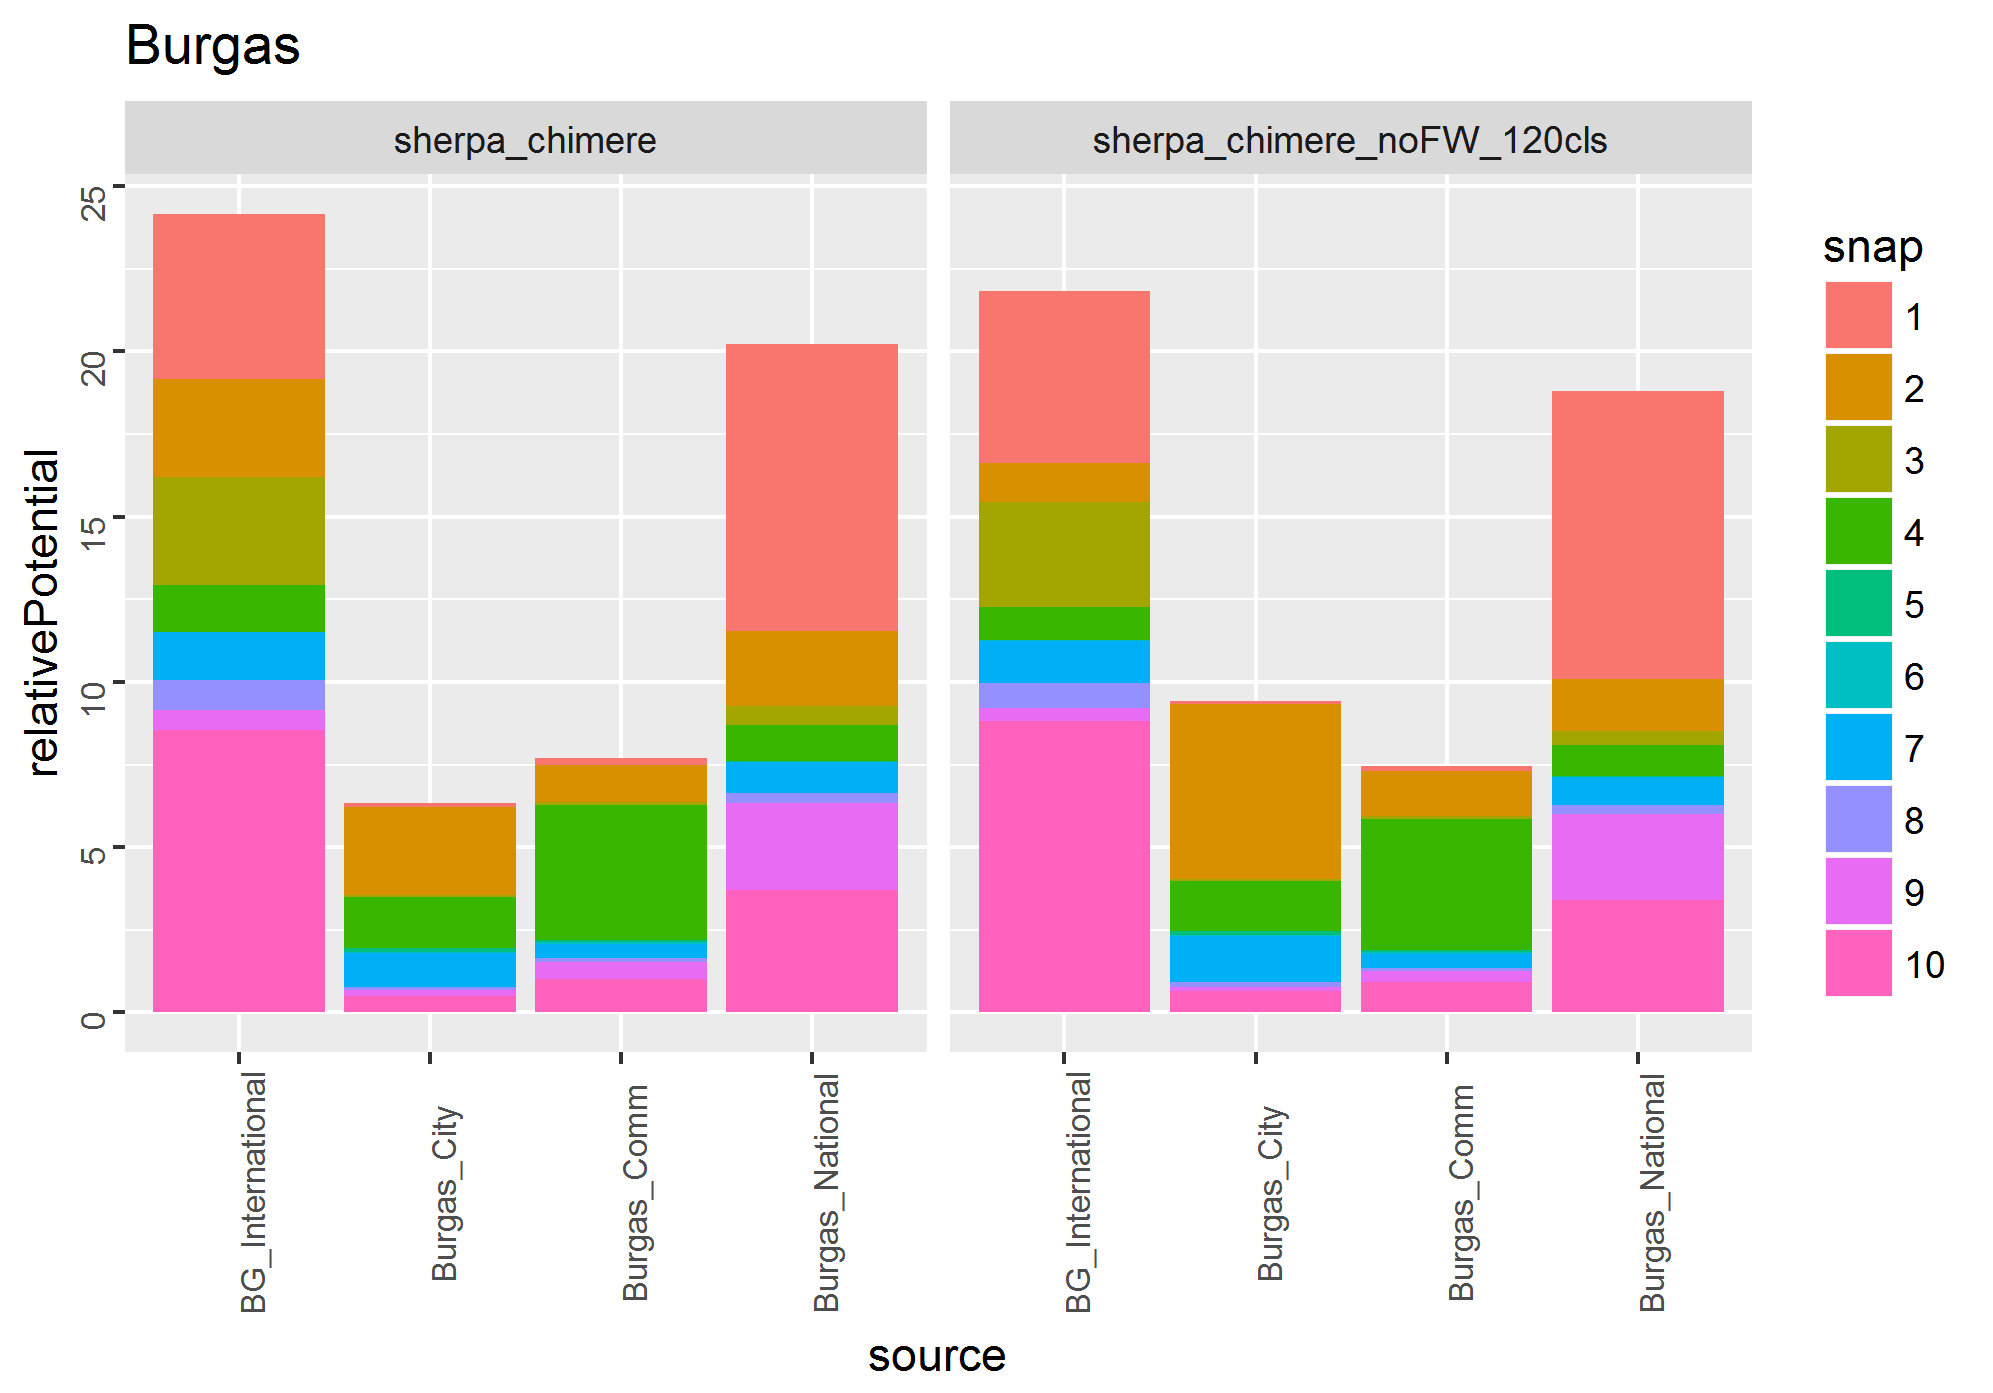 Burgas
sherpa_chimere
sherpa_chimere_noFW_120cls
relativePotential
25
20
15
10
5
0
BG_International
Burgas_City
Burgas_Comm
Burgas_National
BG_International
Burgas_City
Burgas_Comm
Burgas_National
source
snap
1
2
3
4
5
6
7
8
9
10